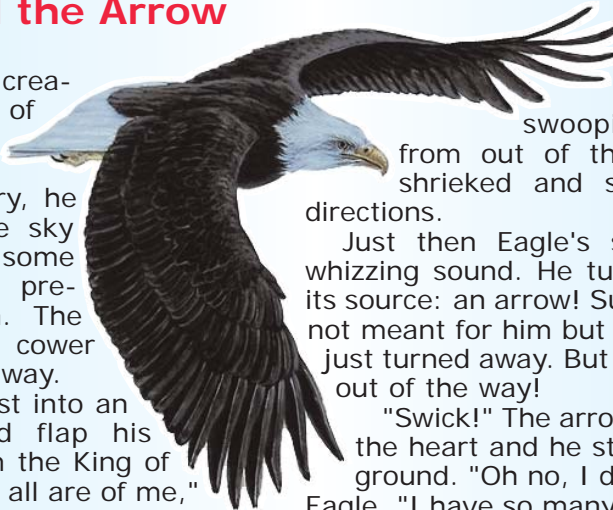 the Arrow
crea-
of
ry, he
sky
some
pre-
. The
cower
way.
st into an
flap his
the King of
all are of me,"
swoopi
from out of th
shrieked and s
directions.
Just then Eagle's s
whizzing sound. He tu
its source: an arrow! Su
not meant for him but
just turned away. But
out of the way!
"Swick!" The arro
the heart and he st
ground. "Oh no, I d
Eagle. "I have so many